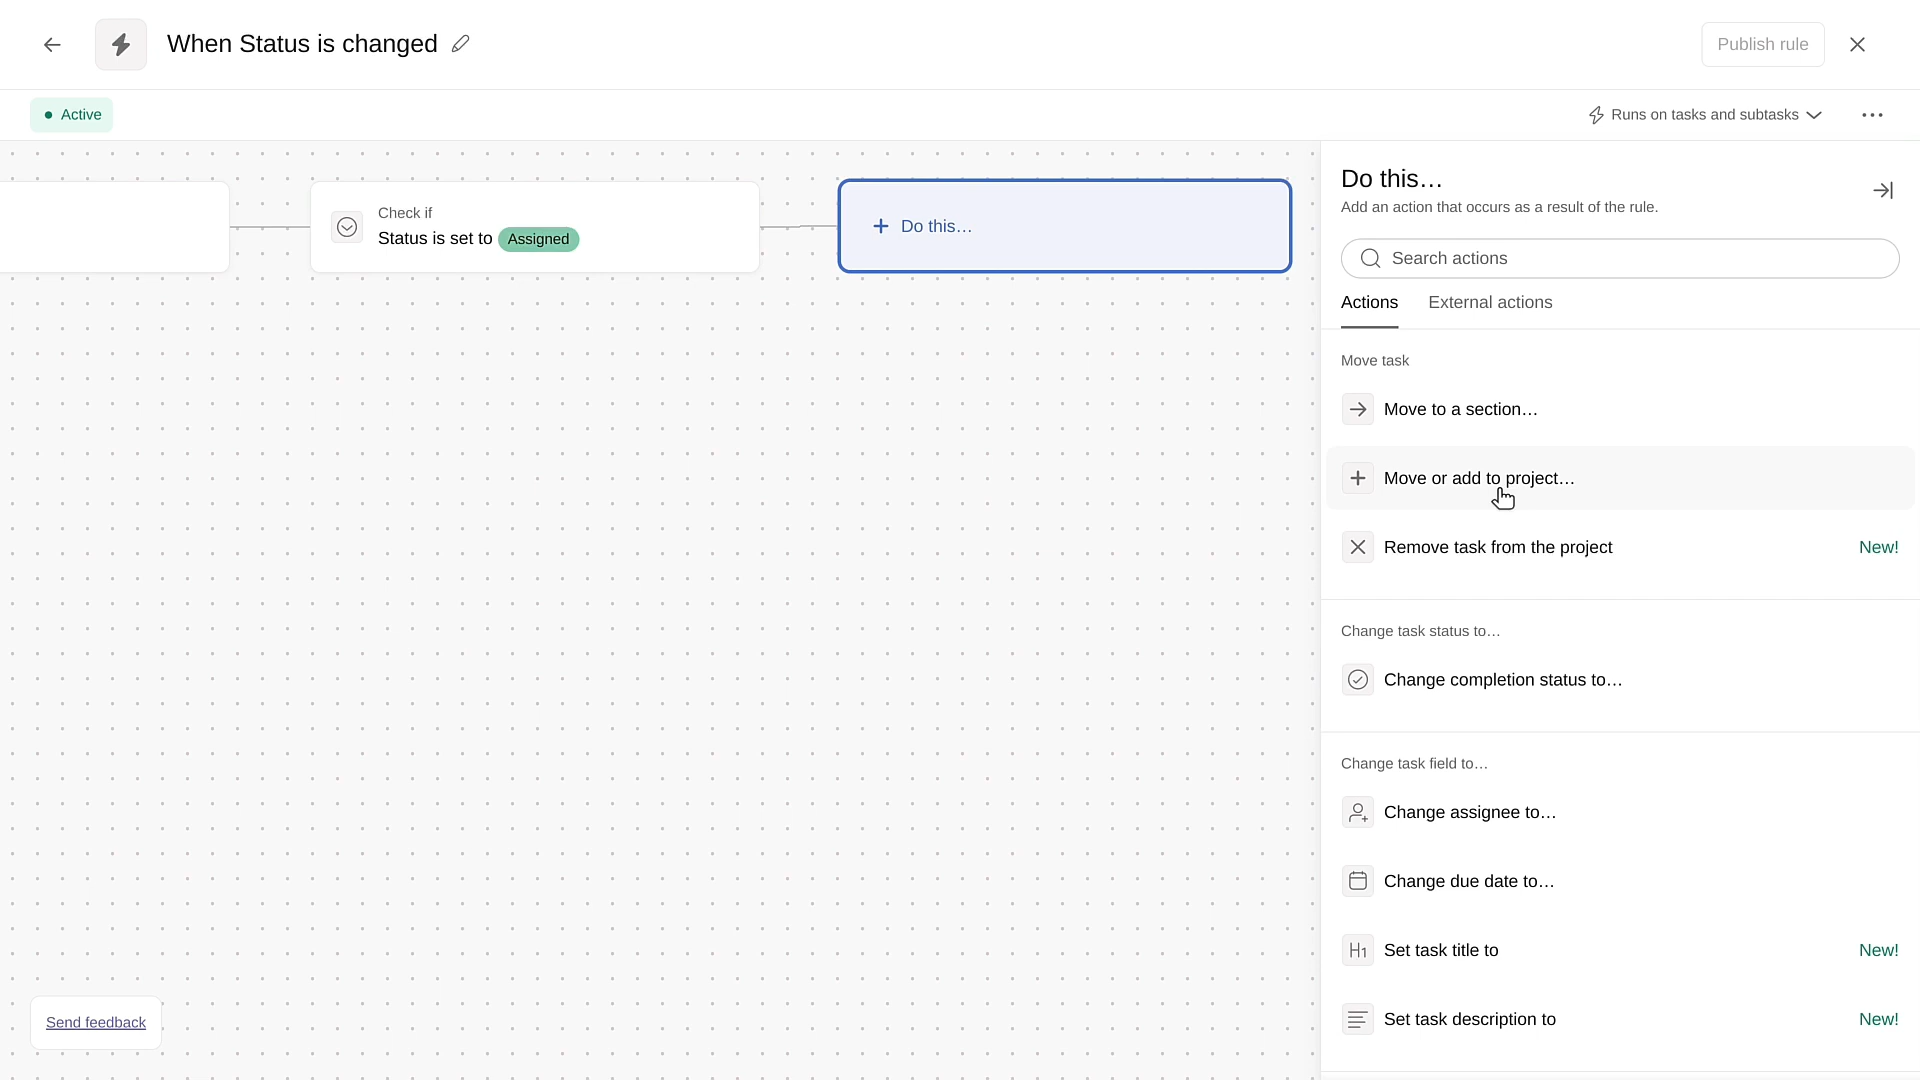 When Status is changed
Publish rule
Active
Runs on tasks and subtasks
Check if
Status is set to Assigned
Do this…
Do this…
Add an action that occurs as a result of the rule.
Search actions
Actions
External actions
Move task
Move to a section…
Move or add to project…
Remove task from the project New!
Change task status to…
Change completion status to…
Change task field to…
Change assignee to…
Change due date to…
H1 Set task title to New!
Set task description to New!
Send feedback